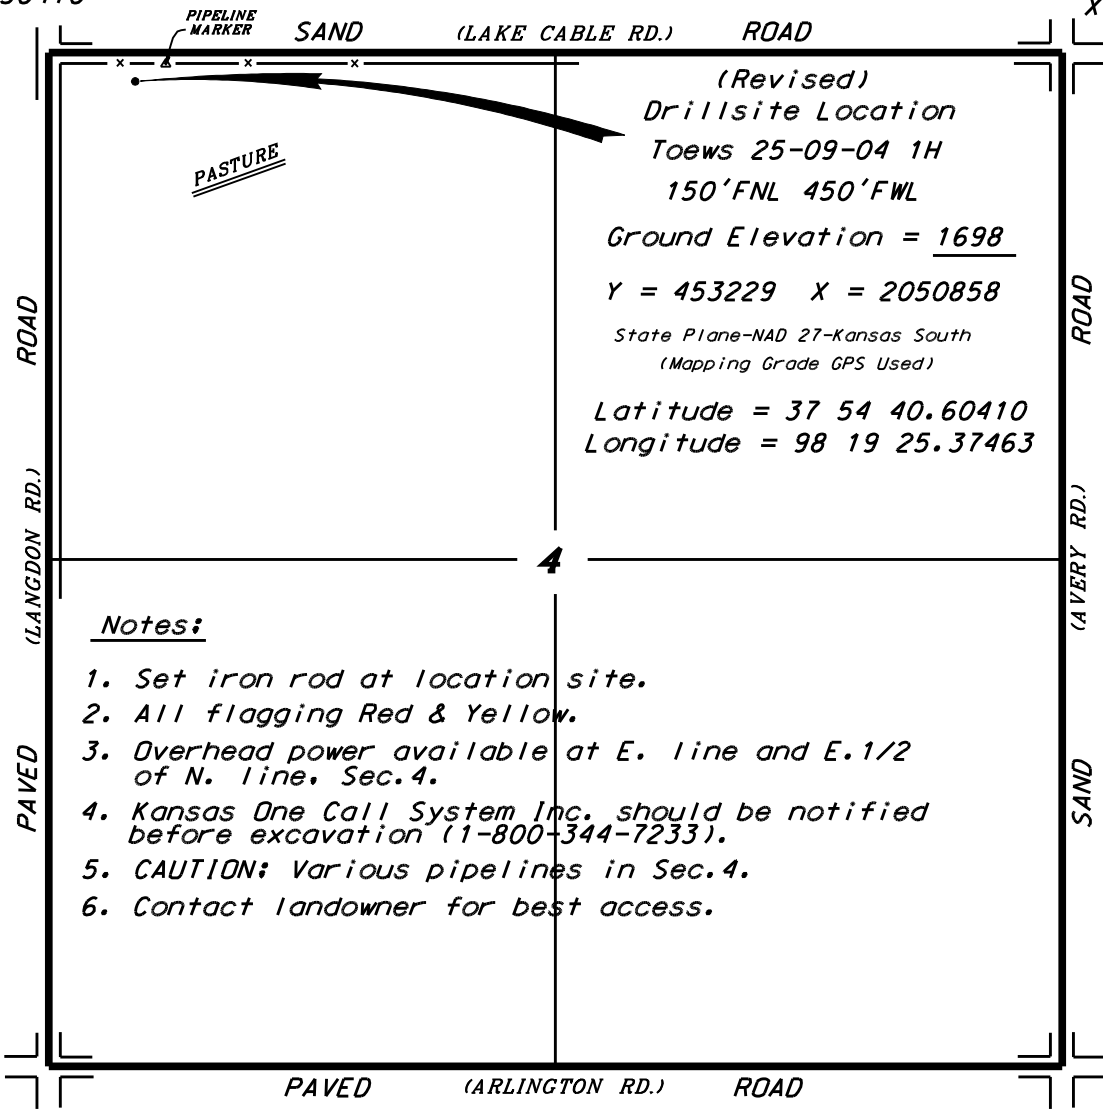 PIPELINE
MARKER
SAND (LAKE CABLE RD.) ROAD
X
(Revised)
Drillsite Location
Toews 25-09-04 1H
150'FNL 450'FWL
PASTURE
Ground Elevation = 1698
Y = 453229 X = 2050858
State Plane-NAD 27-Kansas South
(Mapping Grade GPS Used)
Latitude = 37 54 40.60410
Longitude = 98 19 25.37463
ROAD
(LANGDON RD.)
PAVED
ROAD
(AVERY RD.)
SAND
4
Notes:
1. Set iron rod at location site.
2. All flagging Red & Yellow.
3. Overhead power available at E. line and E.1/2
of N. line, Sec.4.
4. Kansas One Call System Inc. should be notified
before excavation (1-800-344-7233).
5. CAUTION: Various pipelines in Sec.4.
6. Contact landowner for best access.
PAVED (ARLINGTON RD.) ROAD